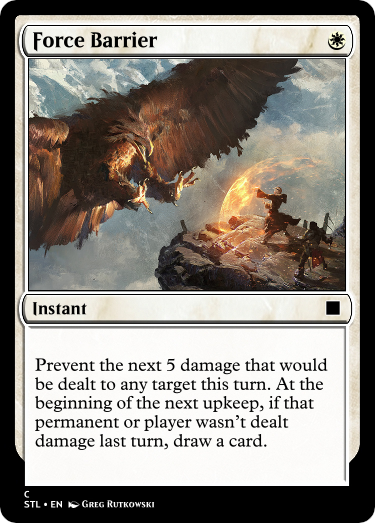 Force Barrier
Instant
Prevent the next 5 damage that would
be dealt to any target this turn. At the
beginning of the next upkeep, if that
permanent or player wasn't dealt
damage last turn, draw a card.
C
STL • EN Greg Rutkowski